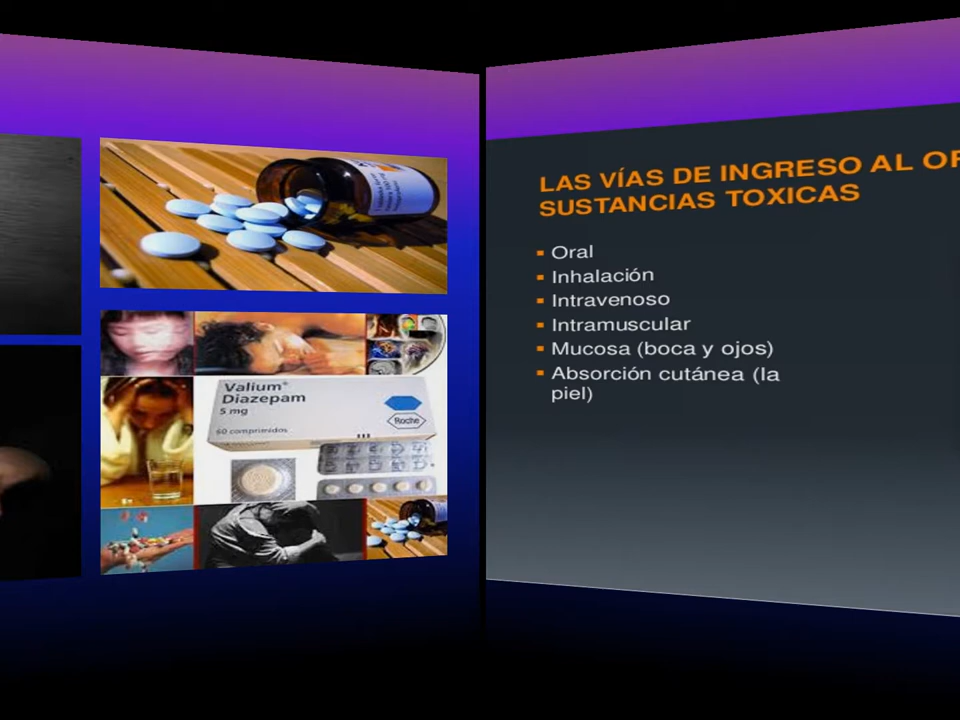 Valium®
Diazepam
5 mg
60 comprimidos
Roche
LAS VÍAS DE INGRESO AL
SUSTANCIAS TOXICAS
Oral
Inhalación
Intravenoso
Intramuscular
Mucosa (boca y ojos)
Absorción cutánea (la
piel)